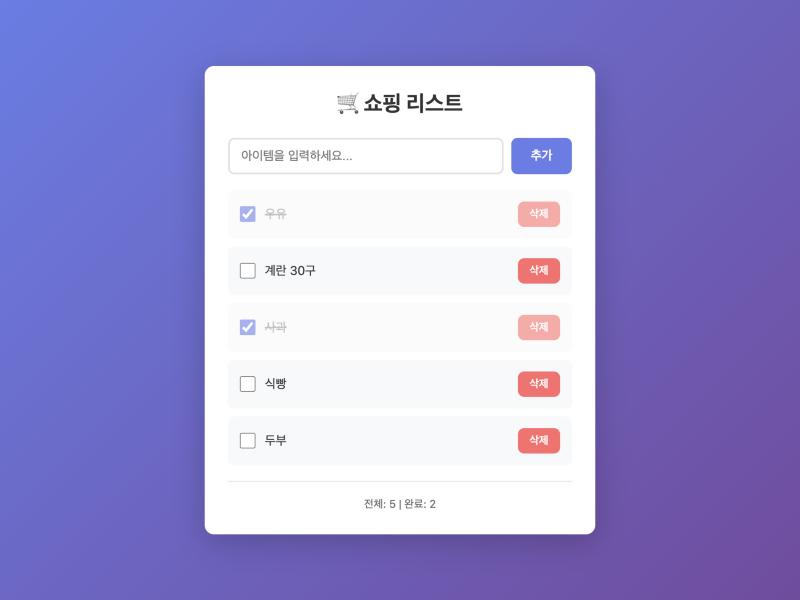 🛒 쇼핑 리스트
아이템을 입력하세요... 추가
우유 삭제
계란 30구 삭제
사과 삭제
식빵 삭제
두부 삭제
전체: 5 | 완료: 2